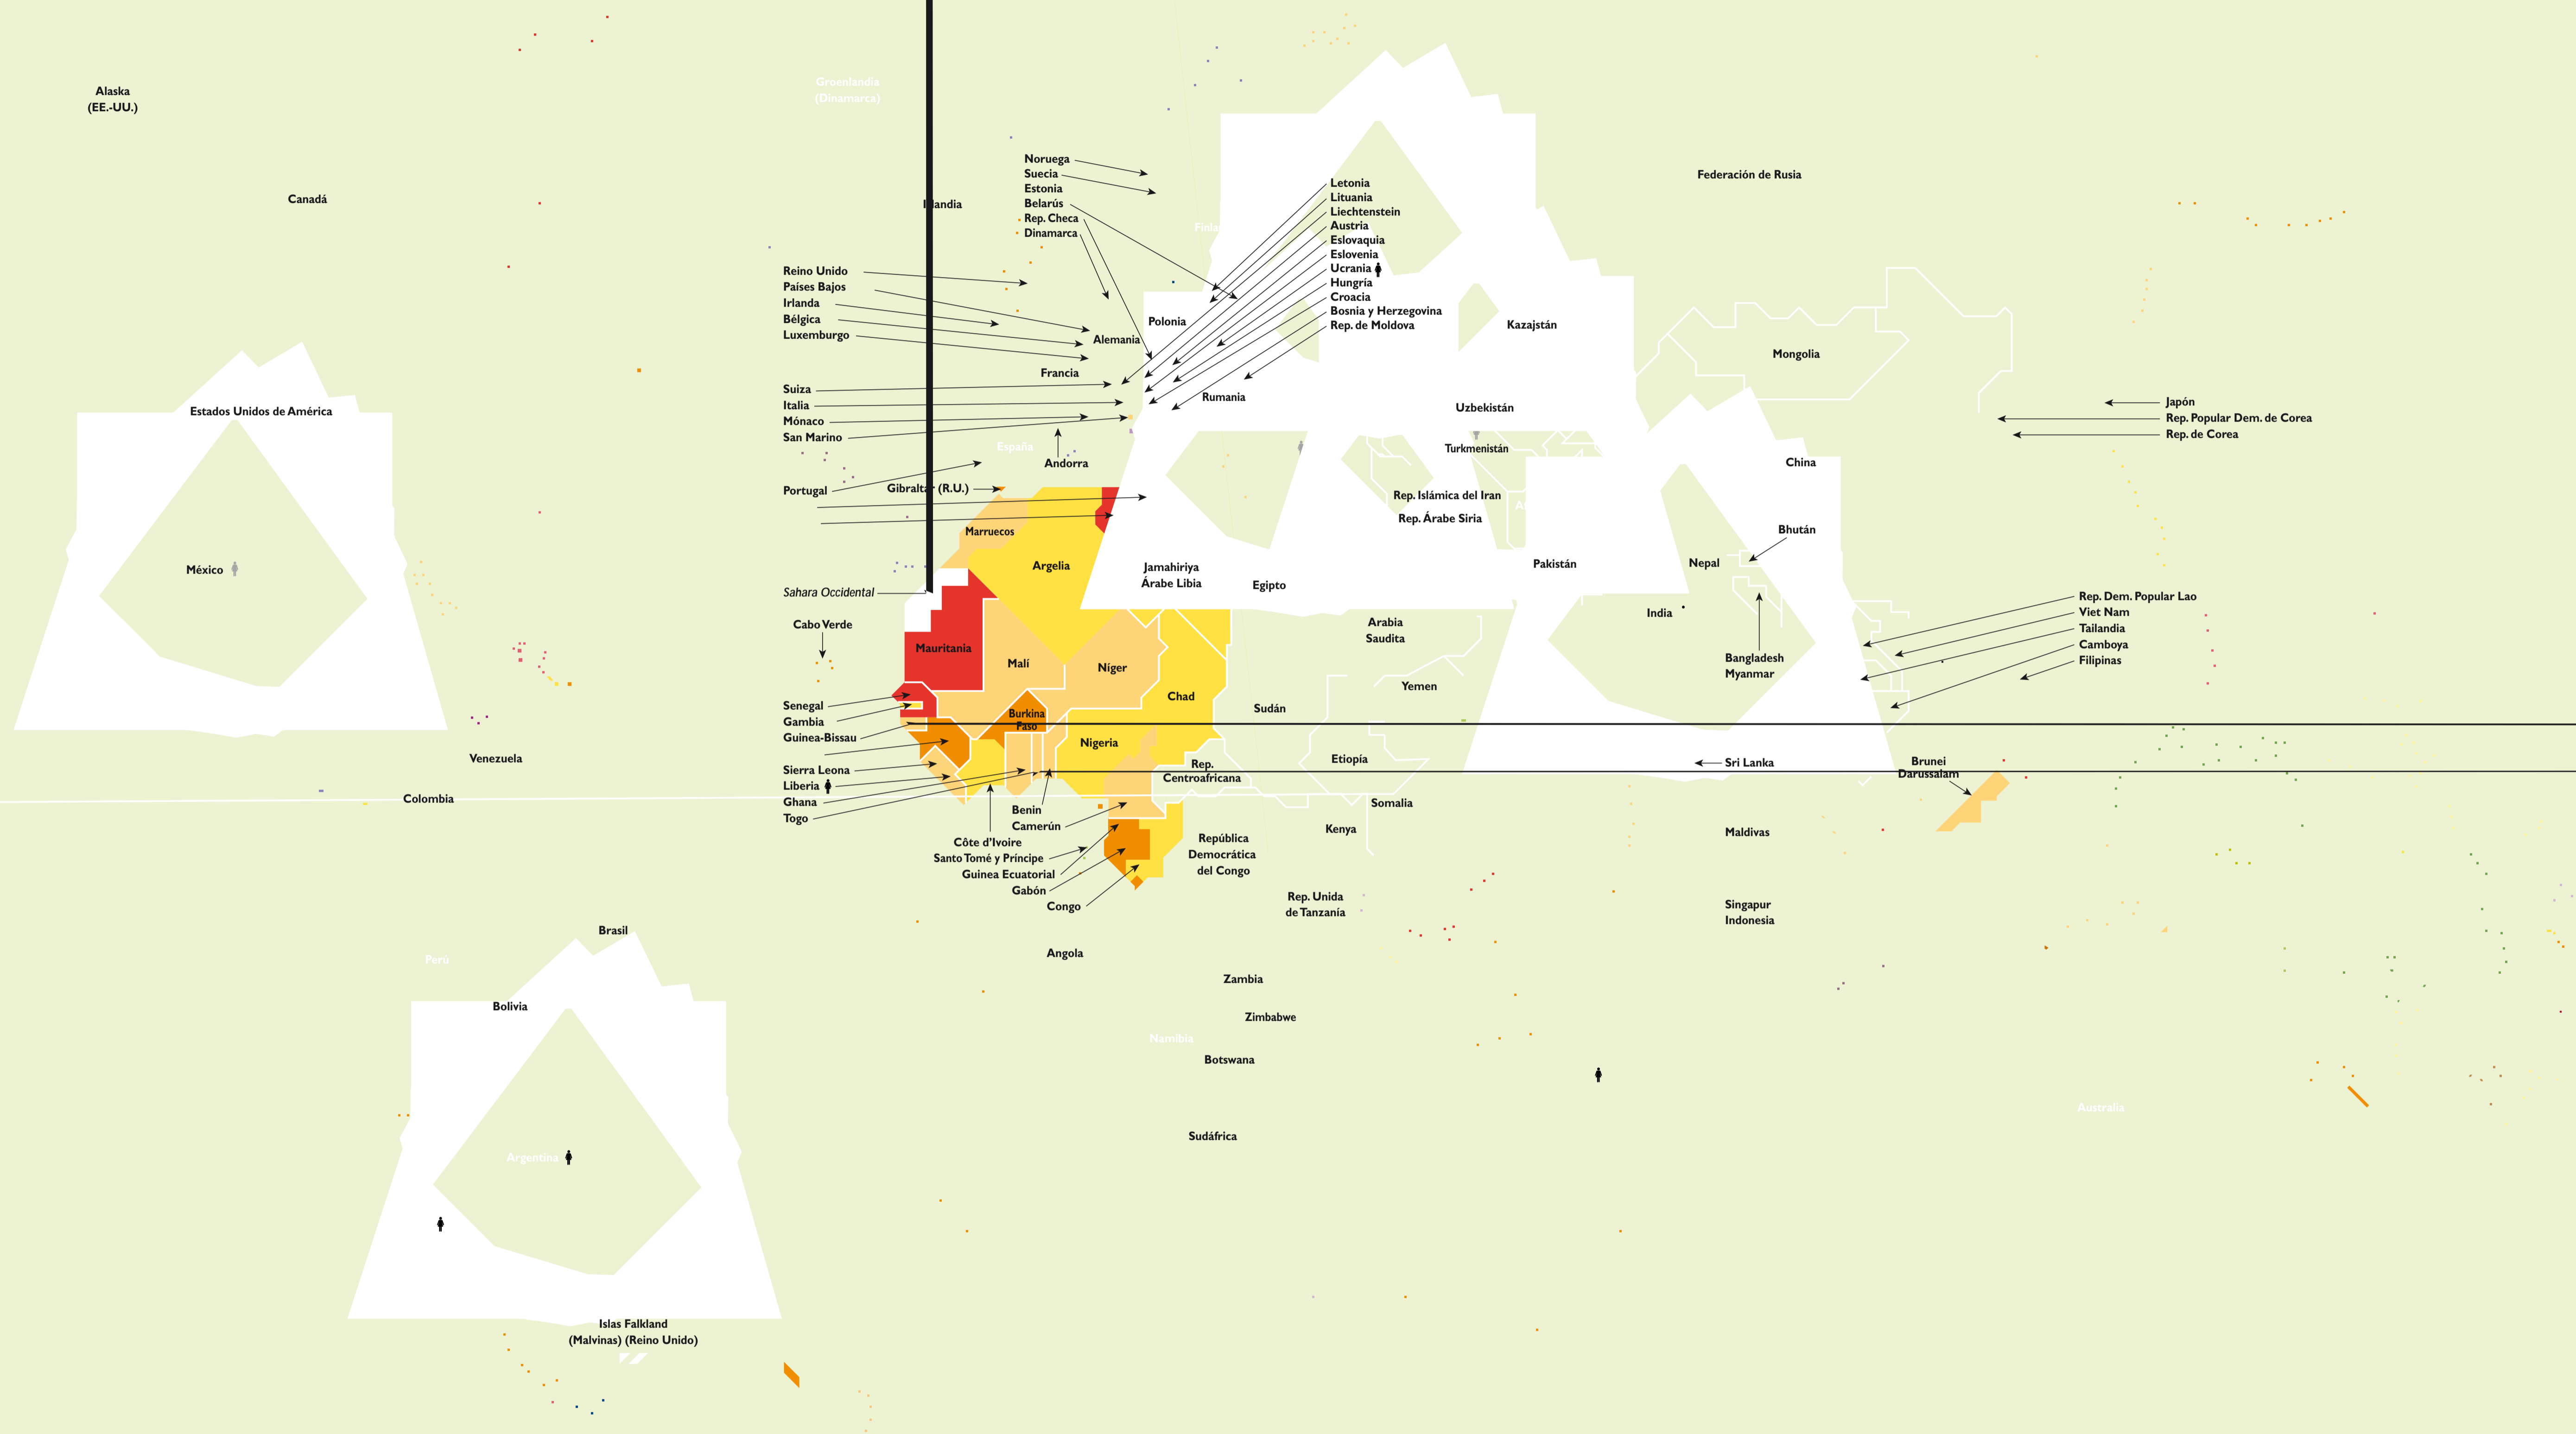 Groenlandia
(Dinamarca)
Alaska
(EE.-UU.)
Canadá
Noruega
Suecia
Estonia
Belarús
Rep. Checa
Dinamarca
Federación de Rusia
Letonia
Lituania
Liechtenstein
Austria
Eslovaquia
Eslovenia
Ucrania
Hungría
Croacia
Bosnia y Herzegovina
Rep. de Moldova
Reino Unido
Países Bajos
Irlanda
Bélgica
Luxemburgo
Polonia
Alemania
Francia
Kazajstán
Mongolia
Suiza
Italia
Mónaco
San Marino
Rumania
Uzbekistán
Estados Unidos de América
Japón
Rep. Popular Dem. de Corea
Rep. de Corea
España
Andorra
Turkmenistán
China
Portugal
Gibraltar (R.U.)
Rep. Islámica del Iran
Rep. Árabe Siria
Marruecos
Bhután
Argelia
Jamahiriya
Árabe Libia
Egipto
Pakistán
Nepal
México
Sahara Occidental
India
Rep. Dem. Popular Lao
Viet Nam
Tailandia
Camboya
Filipinas
Cabo Verde
Arabia
Saudita
Mauritania
Malí
Níger
Chad
Yemen
Bangladesh
Myanmar
Senegal
Gambia
Guinea-Bissau
Burkina
Faso
Sudán
Nigeria
Venezuela
Sierra Leona
Liberia
Ghana
Togo
Rep.
Centroafricana
Etiopía
Sri Lanka
Brunei
Darussalam
Colombia
Benin
Camerún
Somalia
Kenya
Maldivas
Côte d'Ivoire
Santo Tomé y Príncipe
Guinea Ecuatorial
Gabón
Congo
República
Democrática
del Congo
Rep. Unida
de Tanzanía
Singapur
Indonesia
Brasil
Perú
Angola
Zambia
Bolivia
Zimbabwe
Namibia
Botswana
Australia
Sudáfrica
Argentina
Islas Falkland
(Malvinas) (Reino Unido)